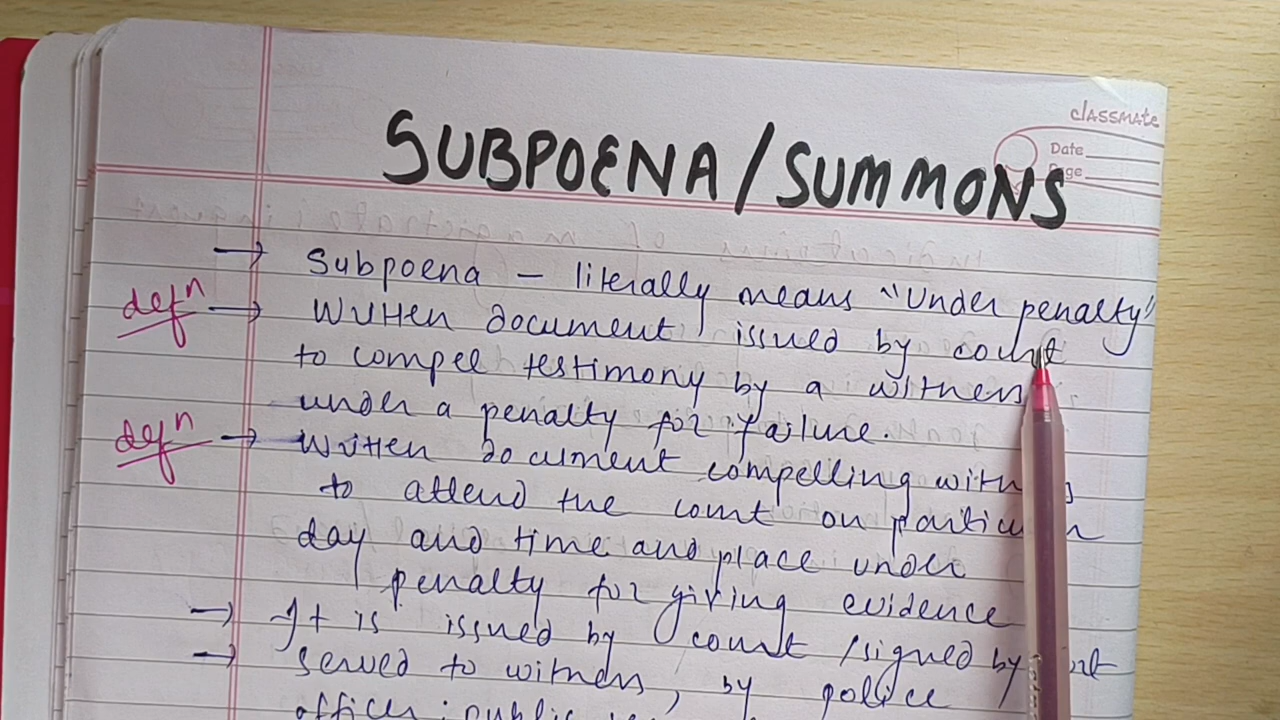 classmate
Date
Page
SUBPOENA / SUMMONS
→ Subpoena – literally means "Under penalty"
defn → Written document issued by court
to compel testimony by a witness
under a penalty for failure.
defn → Written document compelling
to attend the court on
day and time and place under
penalty for giving evidence
→ It is issued by court / signed by
→ served to witness, by police
officer; public